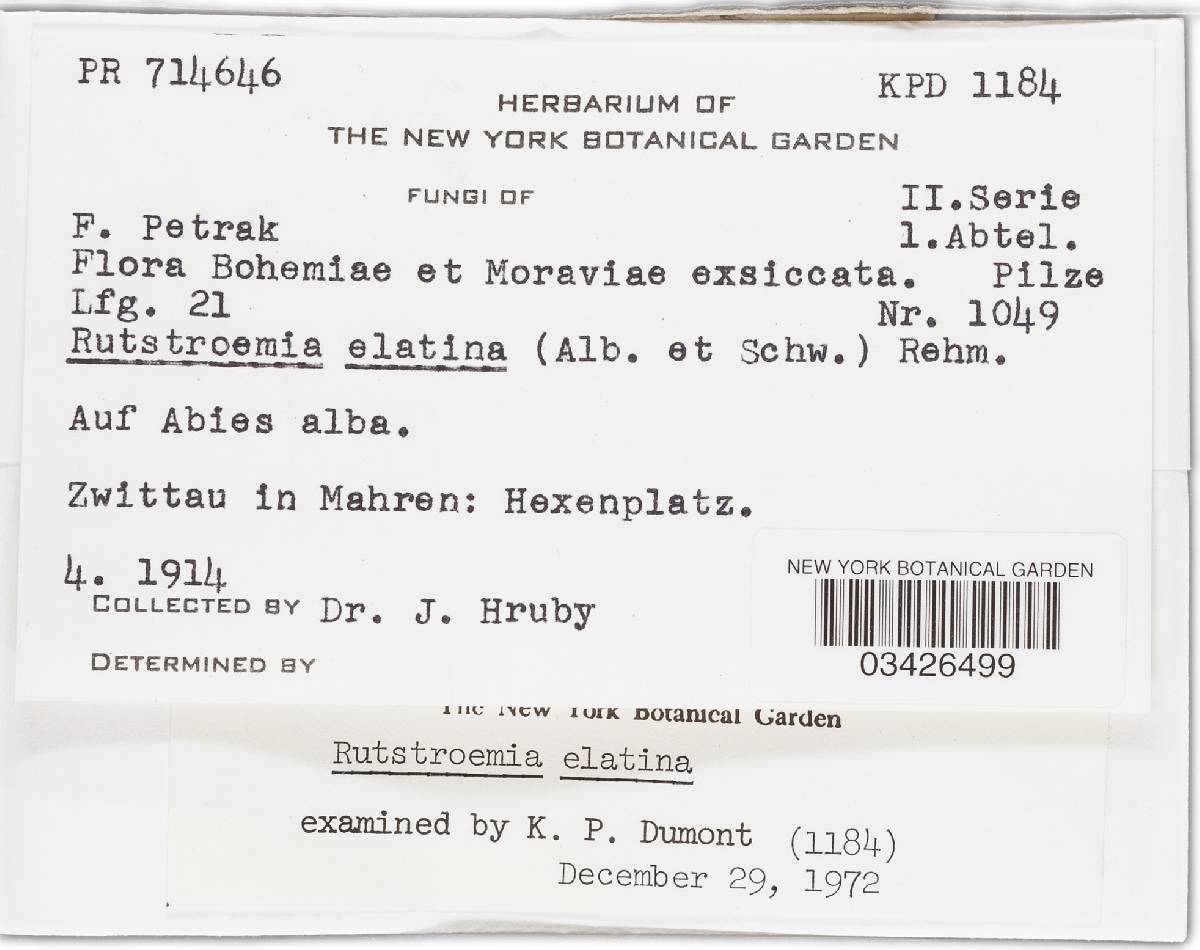 PR 714646
KPD 1184
HERBARIUM OF
THE NEW YORK BOTANICAL GARDEN
FUNGI OF
II.Serie
F. Petrak
1.Abtel.
Flora Bohemiae et Moraviae exsiccata. Pilze
Lfg. 21
Nr. 1049
Rutstroemia elatina (Alb. et Schw.) Rehm.
Auf Abies alba.
Zwittau in Mahren: Hexenplatz.
4. 1914
COLLECTED BY Dr. J. Hruby
DETERMINED BY
NEW YORK BOTANICAL GARDEN
03426499
The New York Botanical Garden
Rutstroemia elatina
examined by K. P. Dumont (1184)
December 29, 1972